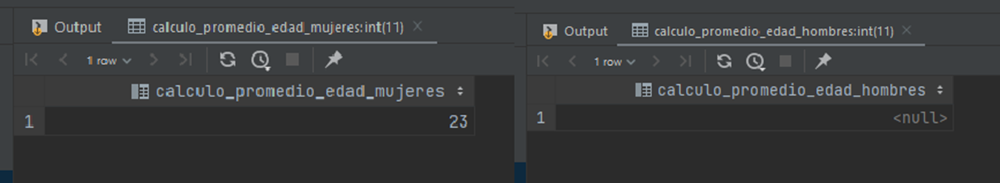 Output calculo_promedio_edad_mujeres:int(11)
1 row
calculo_promedio_edad_mujeres
1 23
Output calculo_promedio_edad_hombres:int(11)
1 row
calculo_promedio_edad_hombres
1 <null>